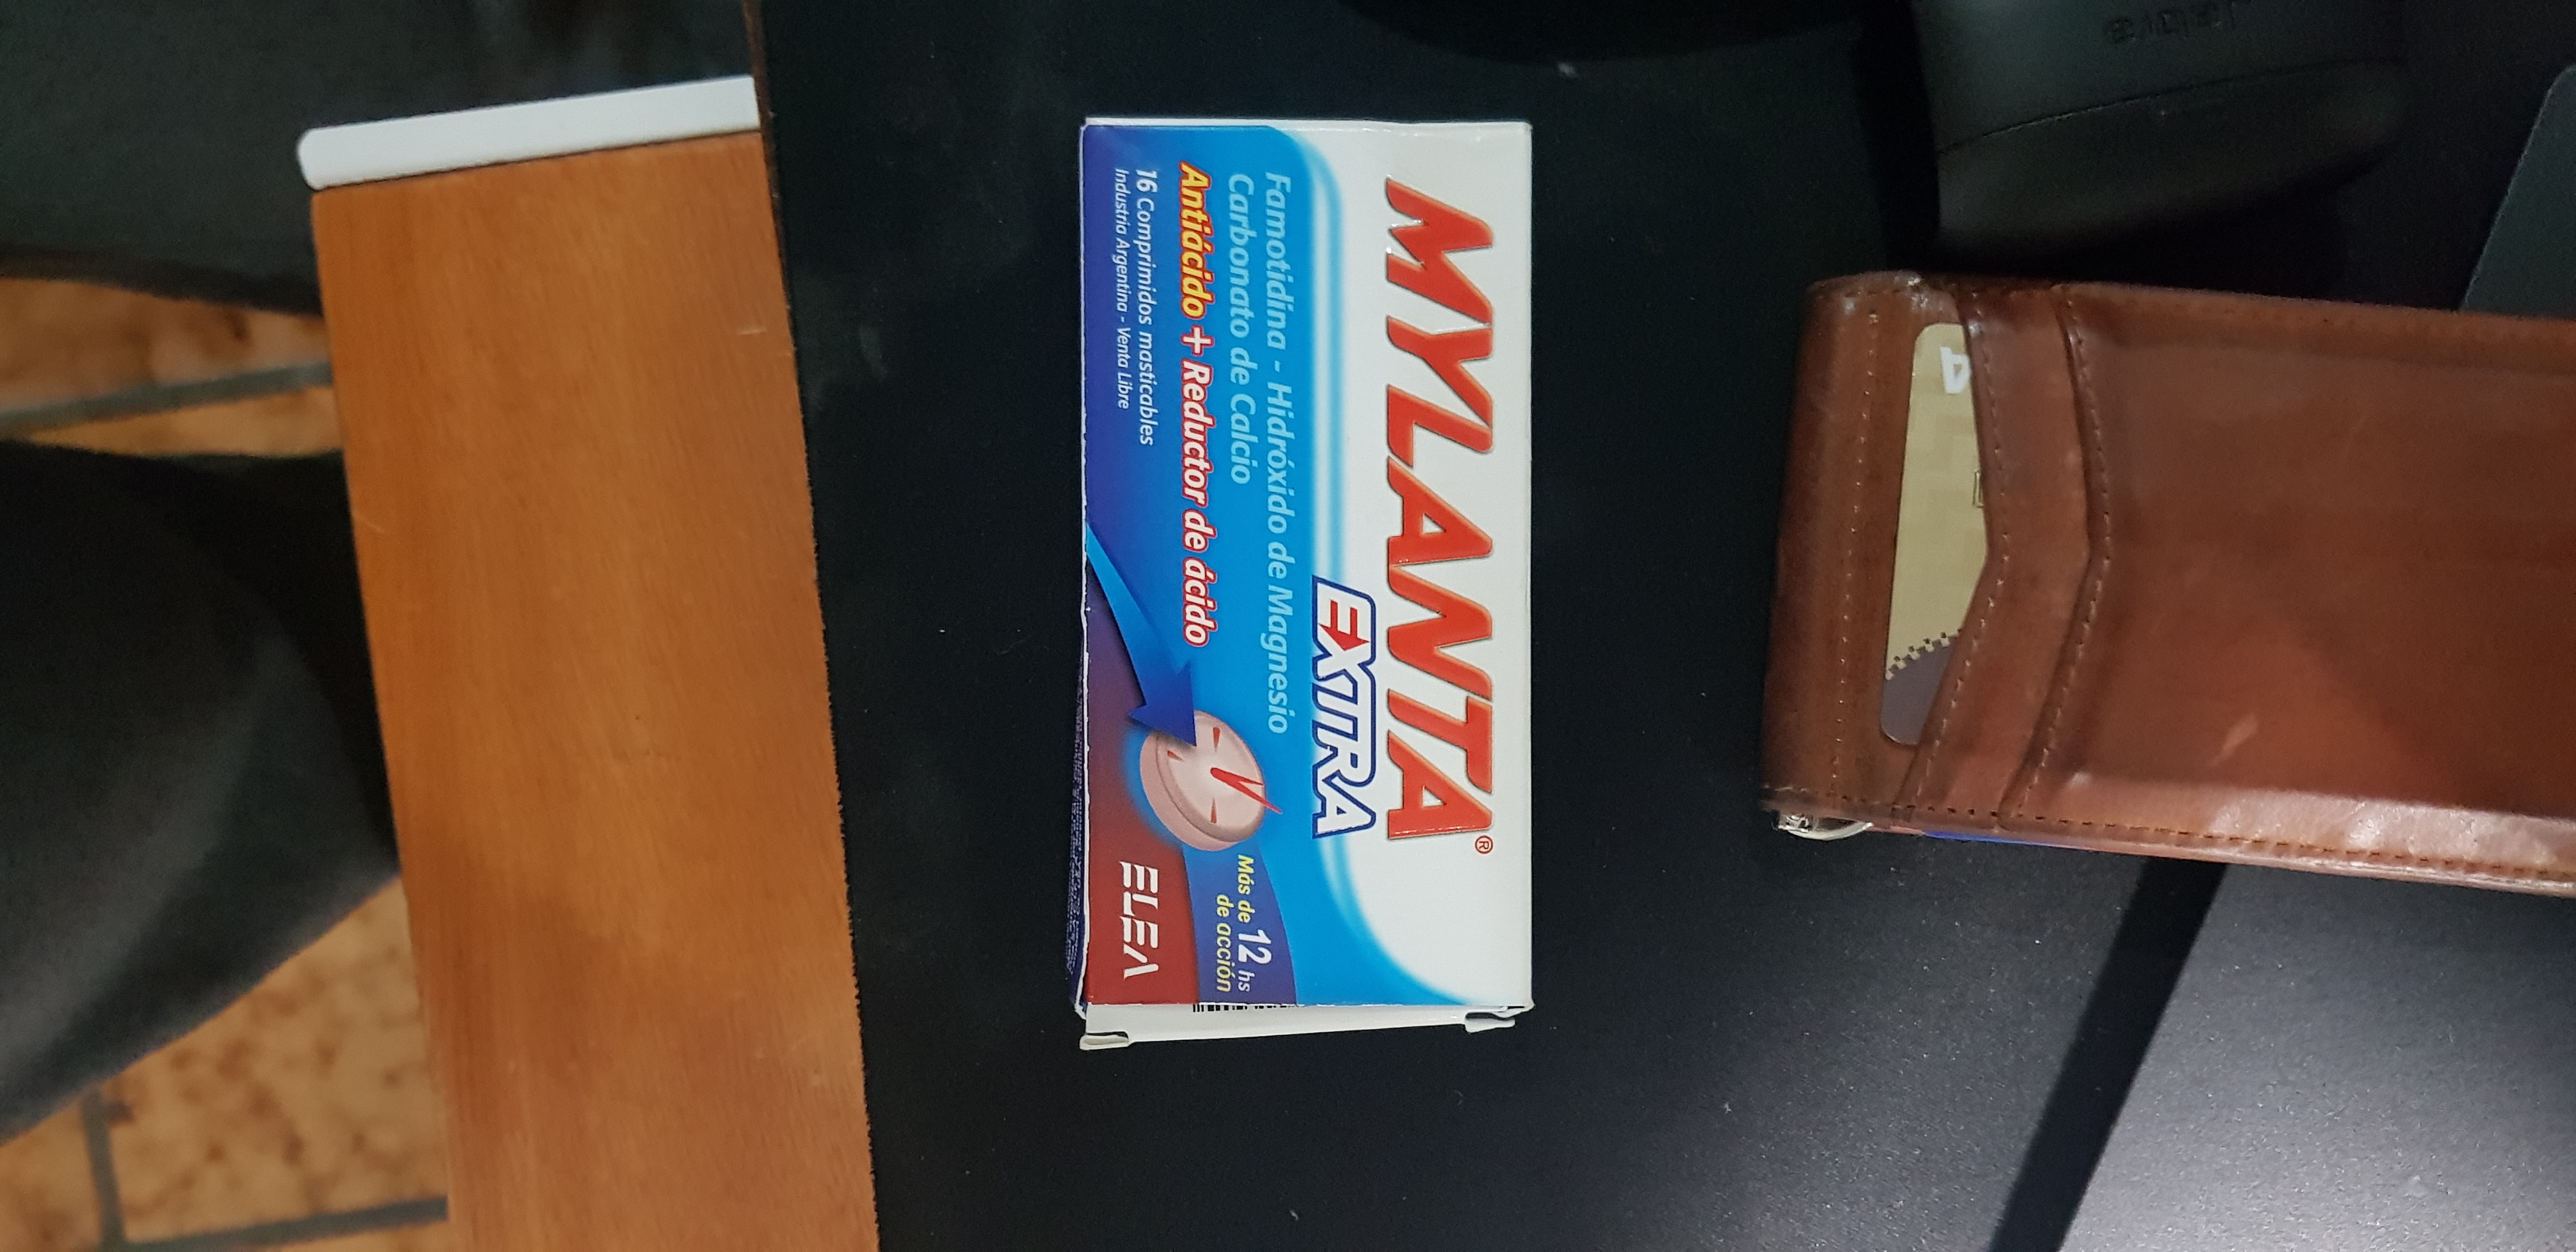 MYLANTA®
EXTRA
Famotidina - Hidróxido de Magnesio
Carbonato de Calcio
Antiácido + Reductor de ácido
16 Comprimidos masticables
Industria Argentina - Venta Libre
Más de 12 hs
de acción
ELEA